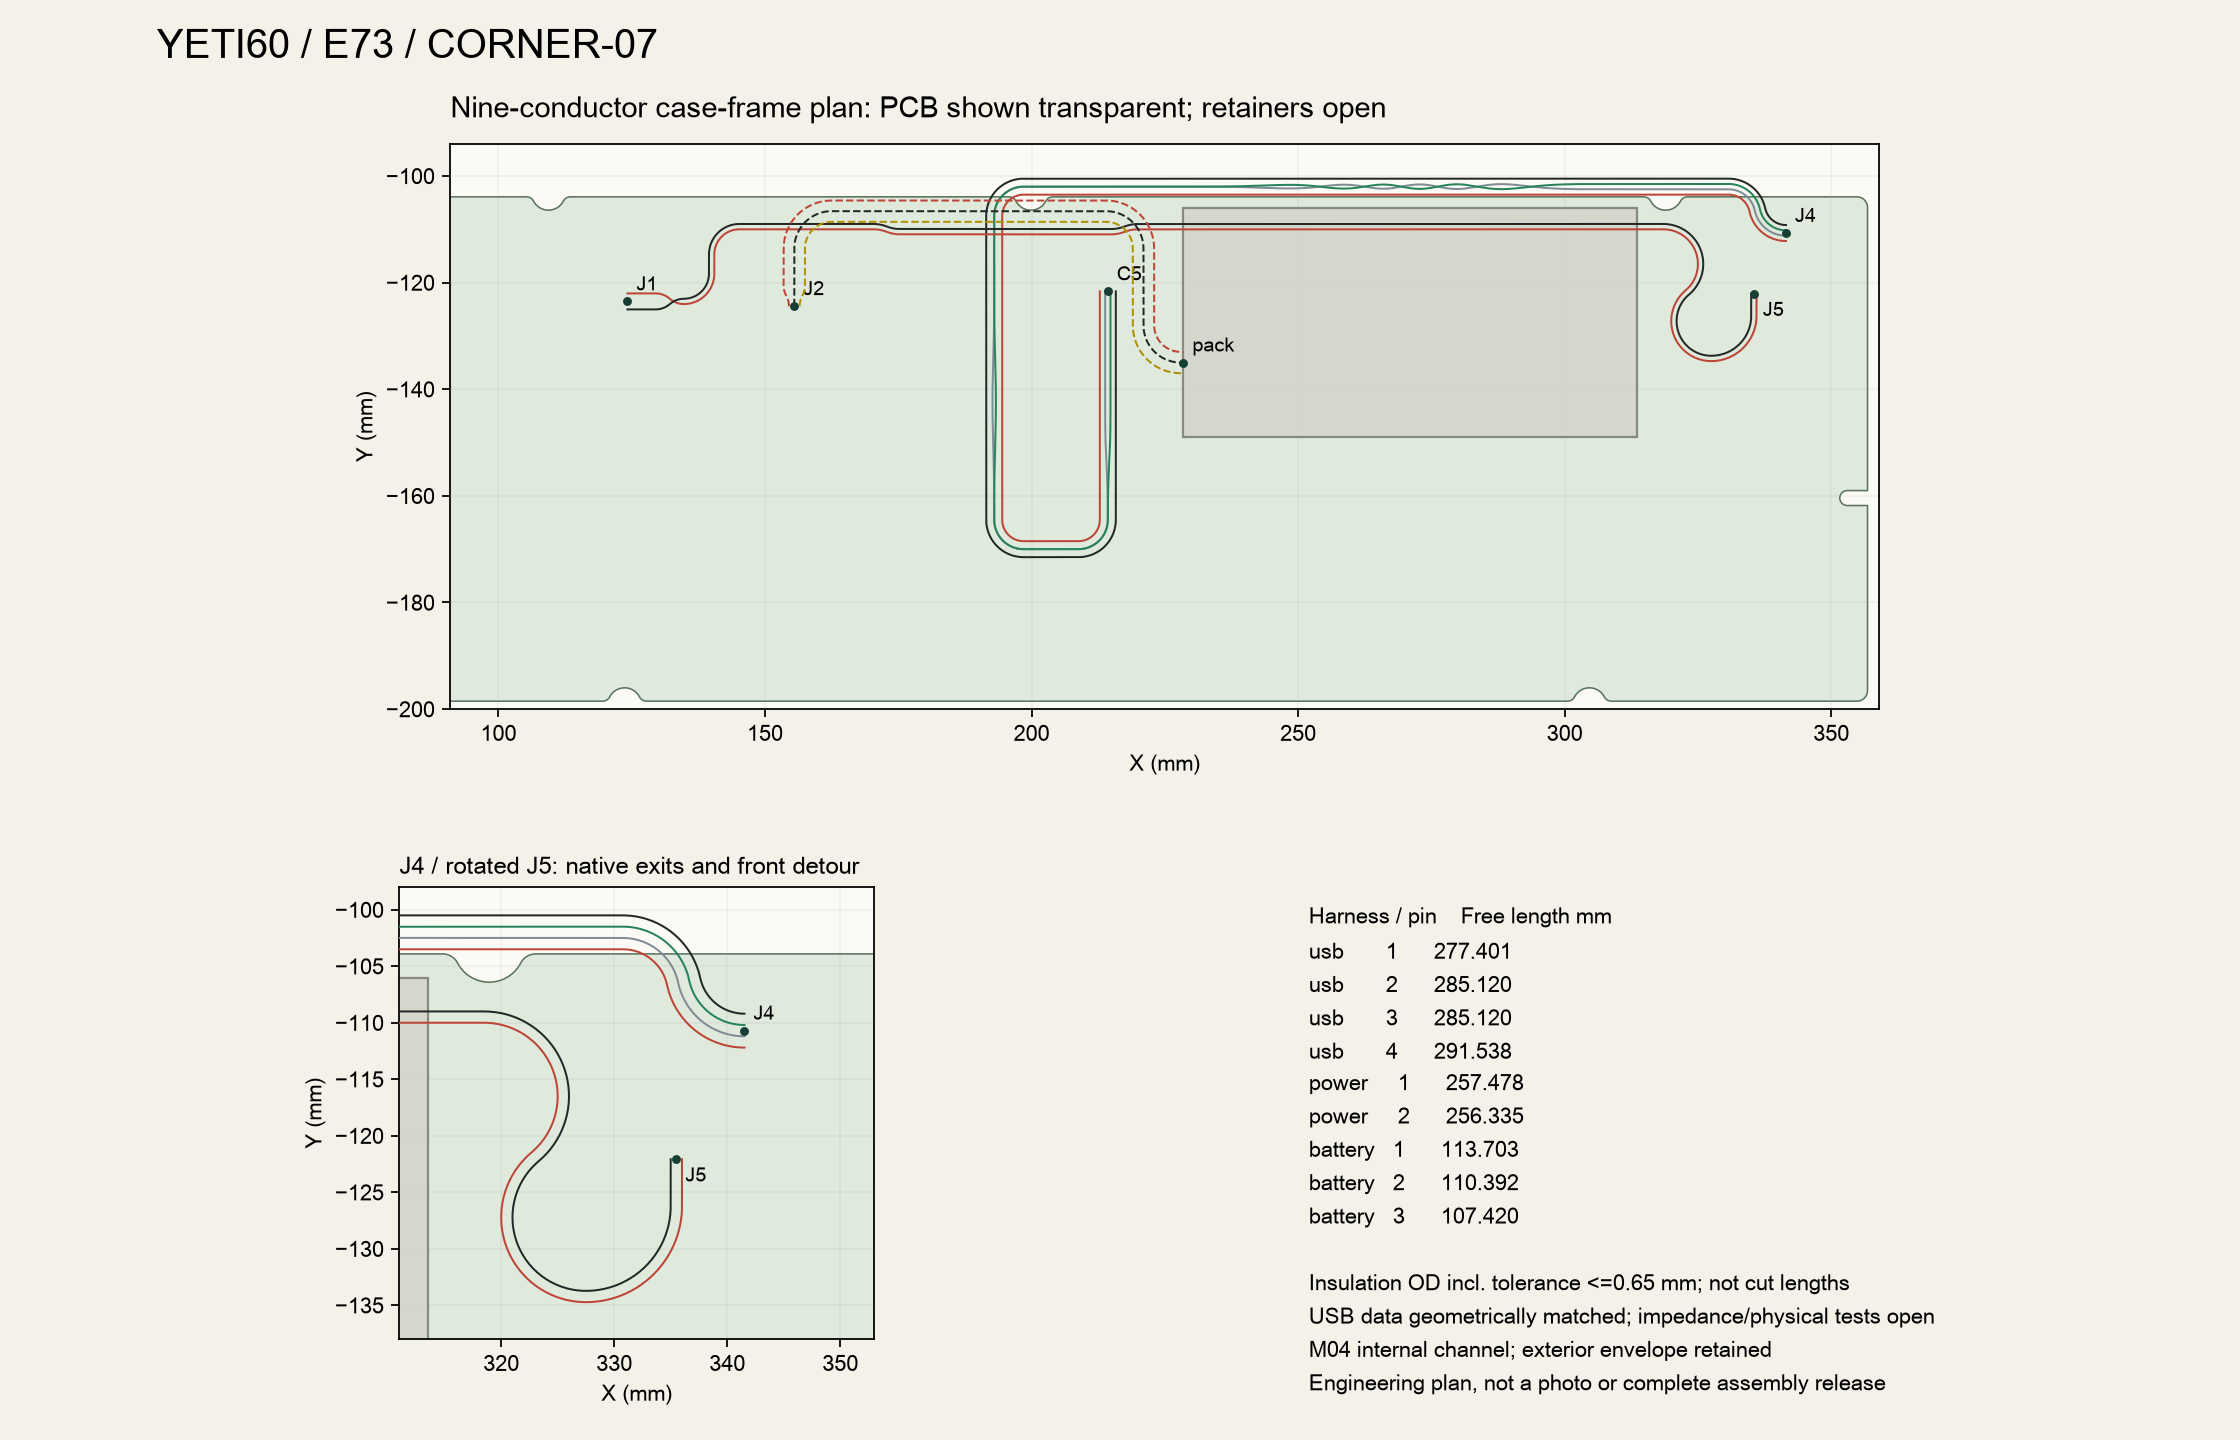 YETI60 / E73 / CORNER-07
Nine-conductor case-frame plan: PCB shown transparent; retainers open
−100
−120
−140
−160
−180
−200
Y (mm)
J1
J2
C5
pack
J4
J5
100
150
200
250
300
350
X (mm)
J4 / rotated J5: native exits and front detour
−100
−105
−110
−115
−120
−125
−130
−135
Y (mm)
J4
J5
320
330
340
350
X (mm)
Harness / pin Free length mm
usb 1 277.401
usb 2 285.120
usb 3 285.120
usb 4 291.538
power 1 257.478
power 2 256.335
battery 1 113.703
battery 2 110.392
battery 3 107.420
Insulation OD incl. tolerance <=0.65 mm; not cut lengths
USB data geometrically matched; impedance/physical tests open
M04 internal channel; exterior envelope retained
Engineering plan, not a photo or complete assembly release